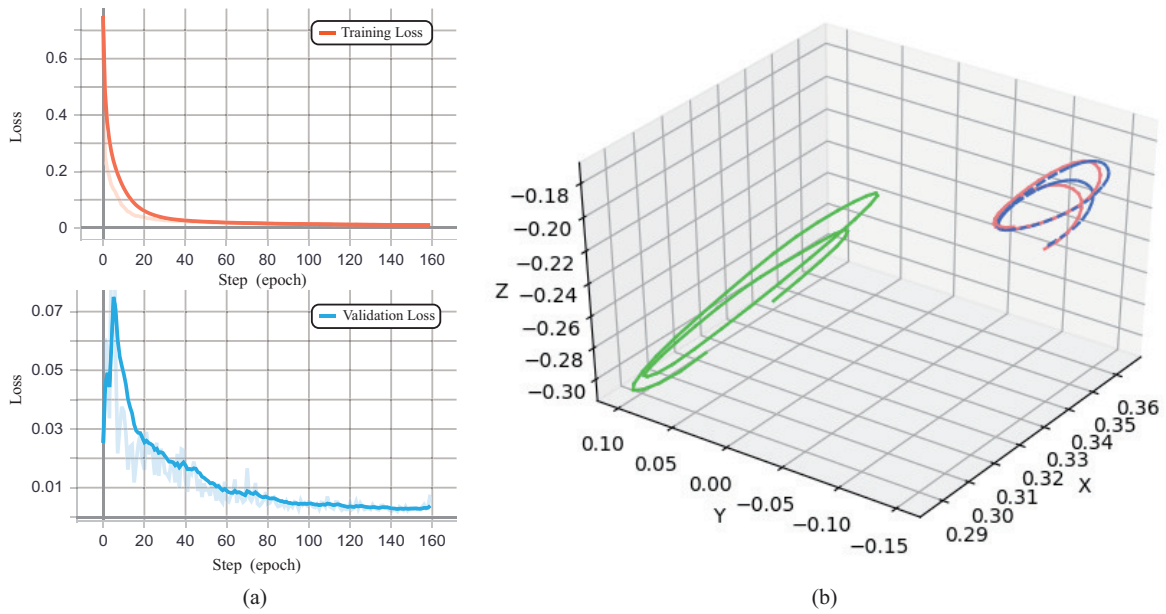 Training Loss
Loss
0.6
0.4
0.2
0
0 20 40 60 80 100 120 140 160
Step (epoch)
Validation Loss
Loss
0.07
0.05
0.03
0.01
0 20 40 60 80 100 120 140 160
Step (epoch)
(a)
Z
−0.18
−0.20
−0.22
−0.24
−0.26
−0.28
−0.30
0.10
0.05
0.00
−0.05
−0.10
−0.15
Y
0.29
0.30
0.31
0.32
0.33
0.34
0.35
0.36
X
(b)